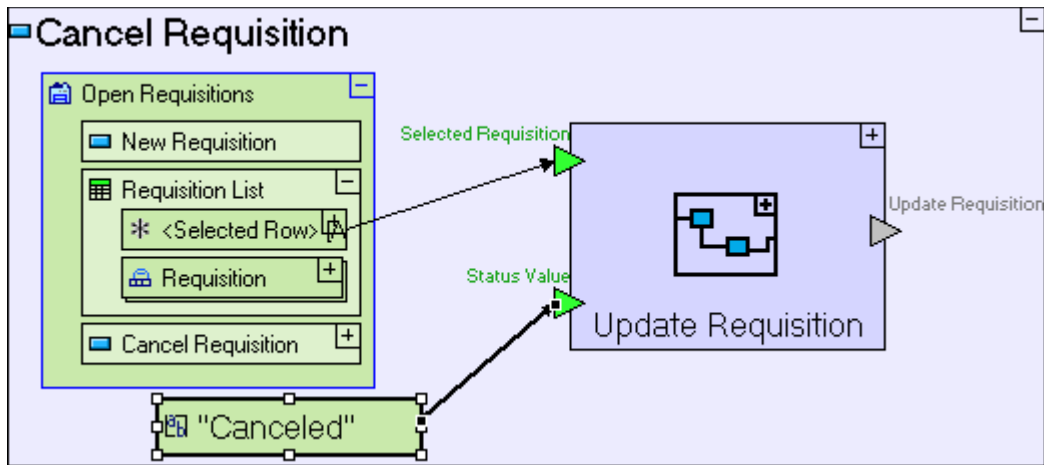 Cancel Requisition
Open Requisitions
New Requisition
Requisition List
<Selected Row>
Requisition
Cancel Requisition
"Canceled"
Selected Requisition
Status Value
Update Requisition
Update Requisition